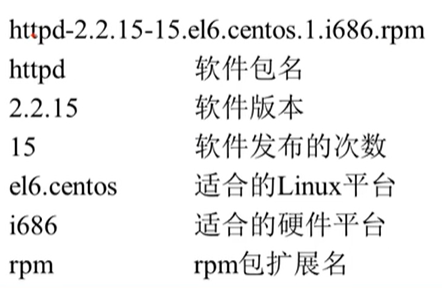 httpd-2.2.15-15.el6.centos.1.i686.rpm
httpd 软件包名
2.2.15 软件版本
15 软件发布的次数
el6.centos 适合的Linux平台
i686 适合的硬件平台
rpm rpm包扩展名